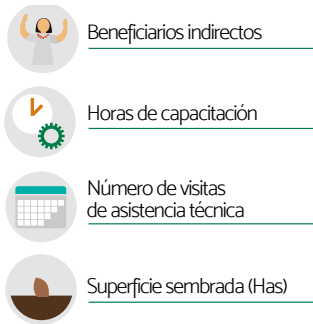 Beneficiarios indirectos
Horas de capacitación
Número de visitas
de asistencia técnica
Superficie sembrada (Has)